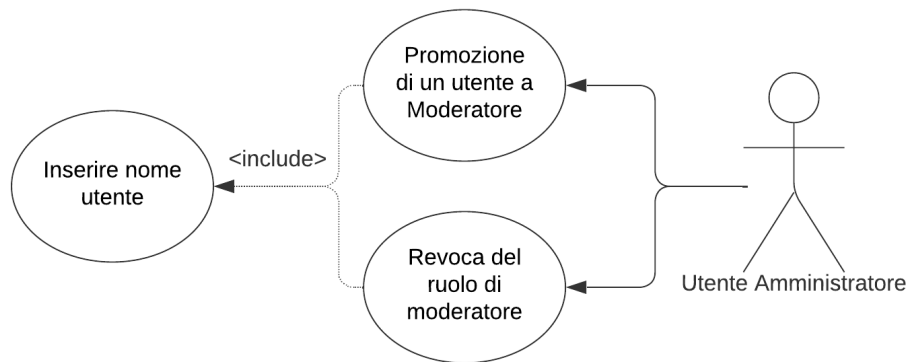 Promozione
di un utente a
Moderatore
<include>
Inserire nome
utente
Revoca del
ruolo di
moderatore
Utente Amministratore